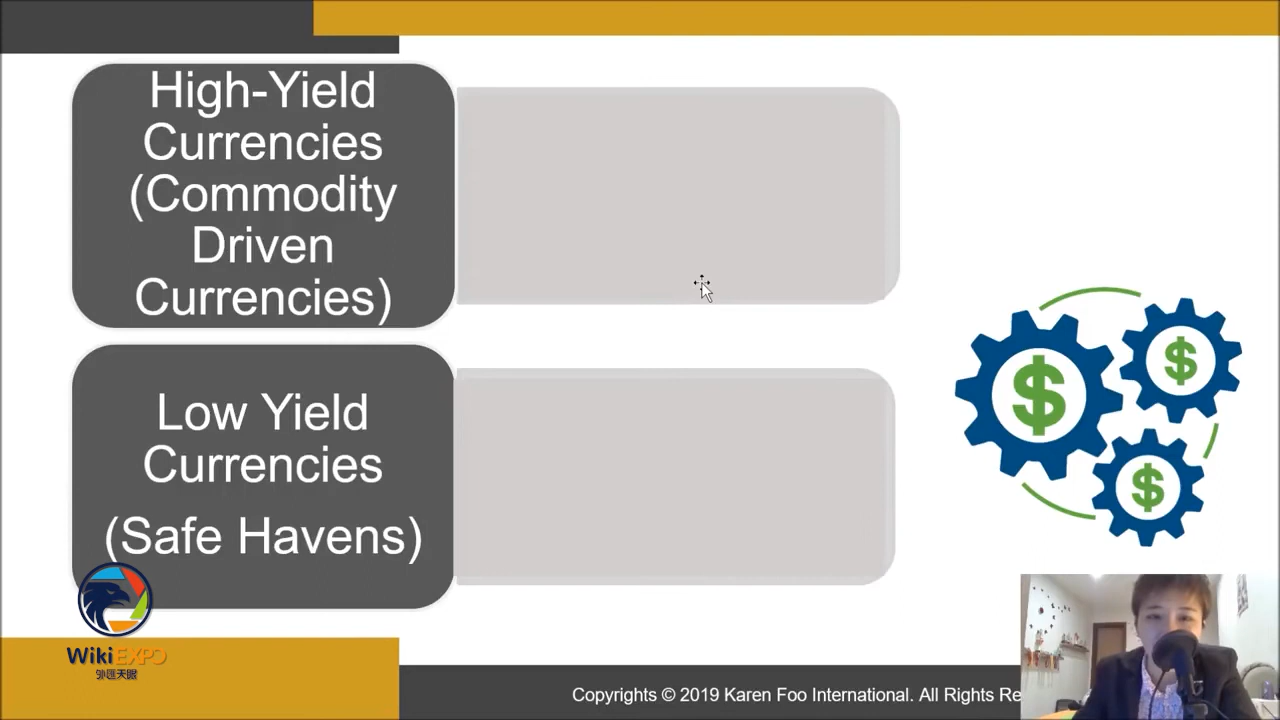 High-Yield
Currencies
(Commodity
Driven
Currencies)
Low Yield
Currencies
(Safe Havens)
$
$
$
WikiEXPO
外匯天眼
Copyrights © 2019 Karen Foo International. All Rights Re